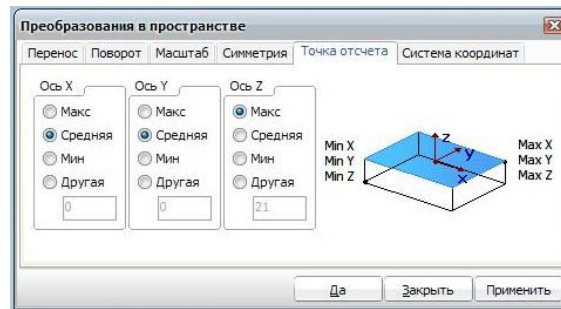 Преобразования в пространстве
Перенос Поворот Масштаб Симметрия Точка отсчета Система координат
Ось X Ось Y Ось Z
Макс Макс Макс
Средняя Средняя Средняя
Мин Мин Мин
Другая Другая Другая
0 0 21
Min X Max X
Min Y Max Y
Min Z Max Z
z
y
x
Да Закрыть Применить